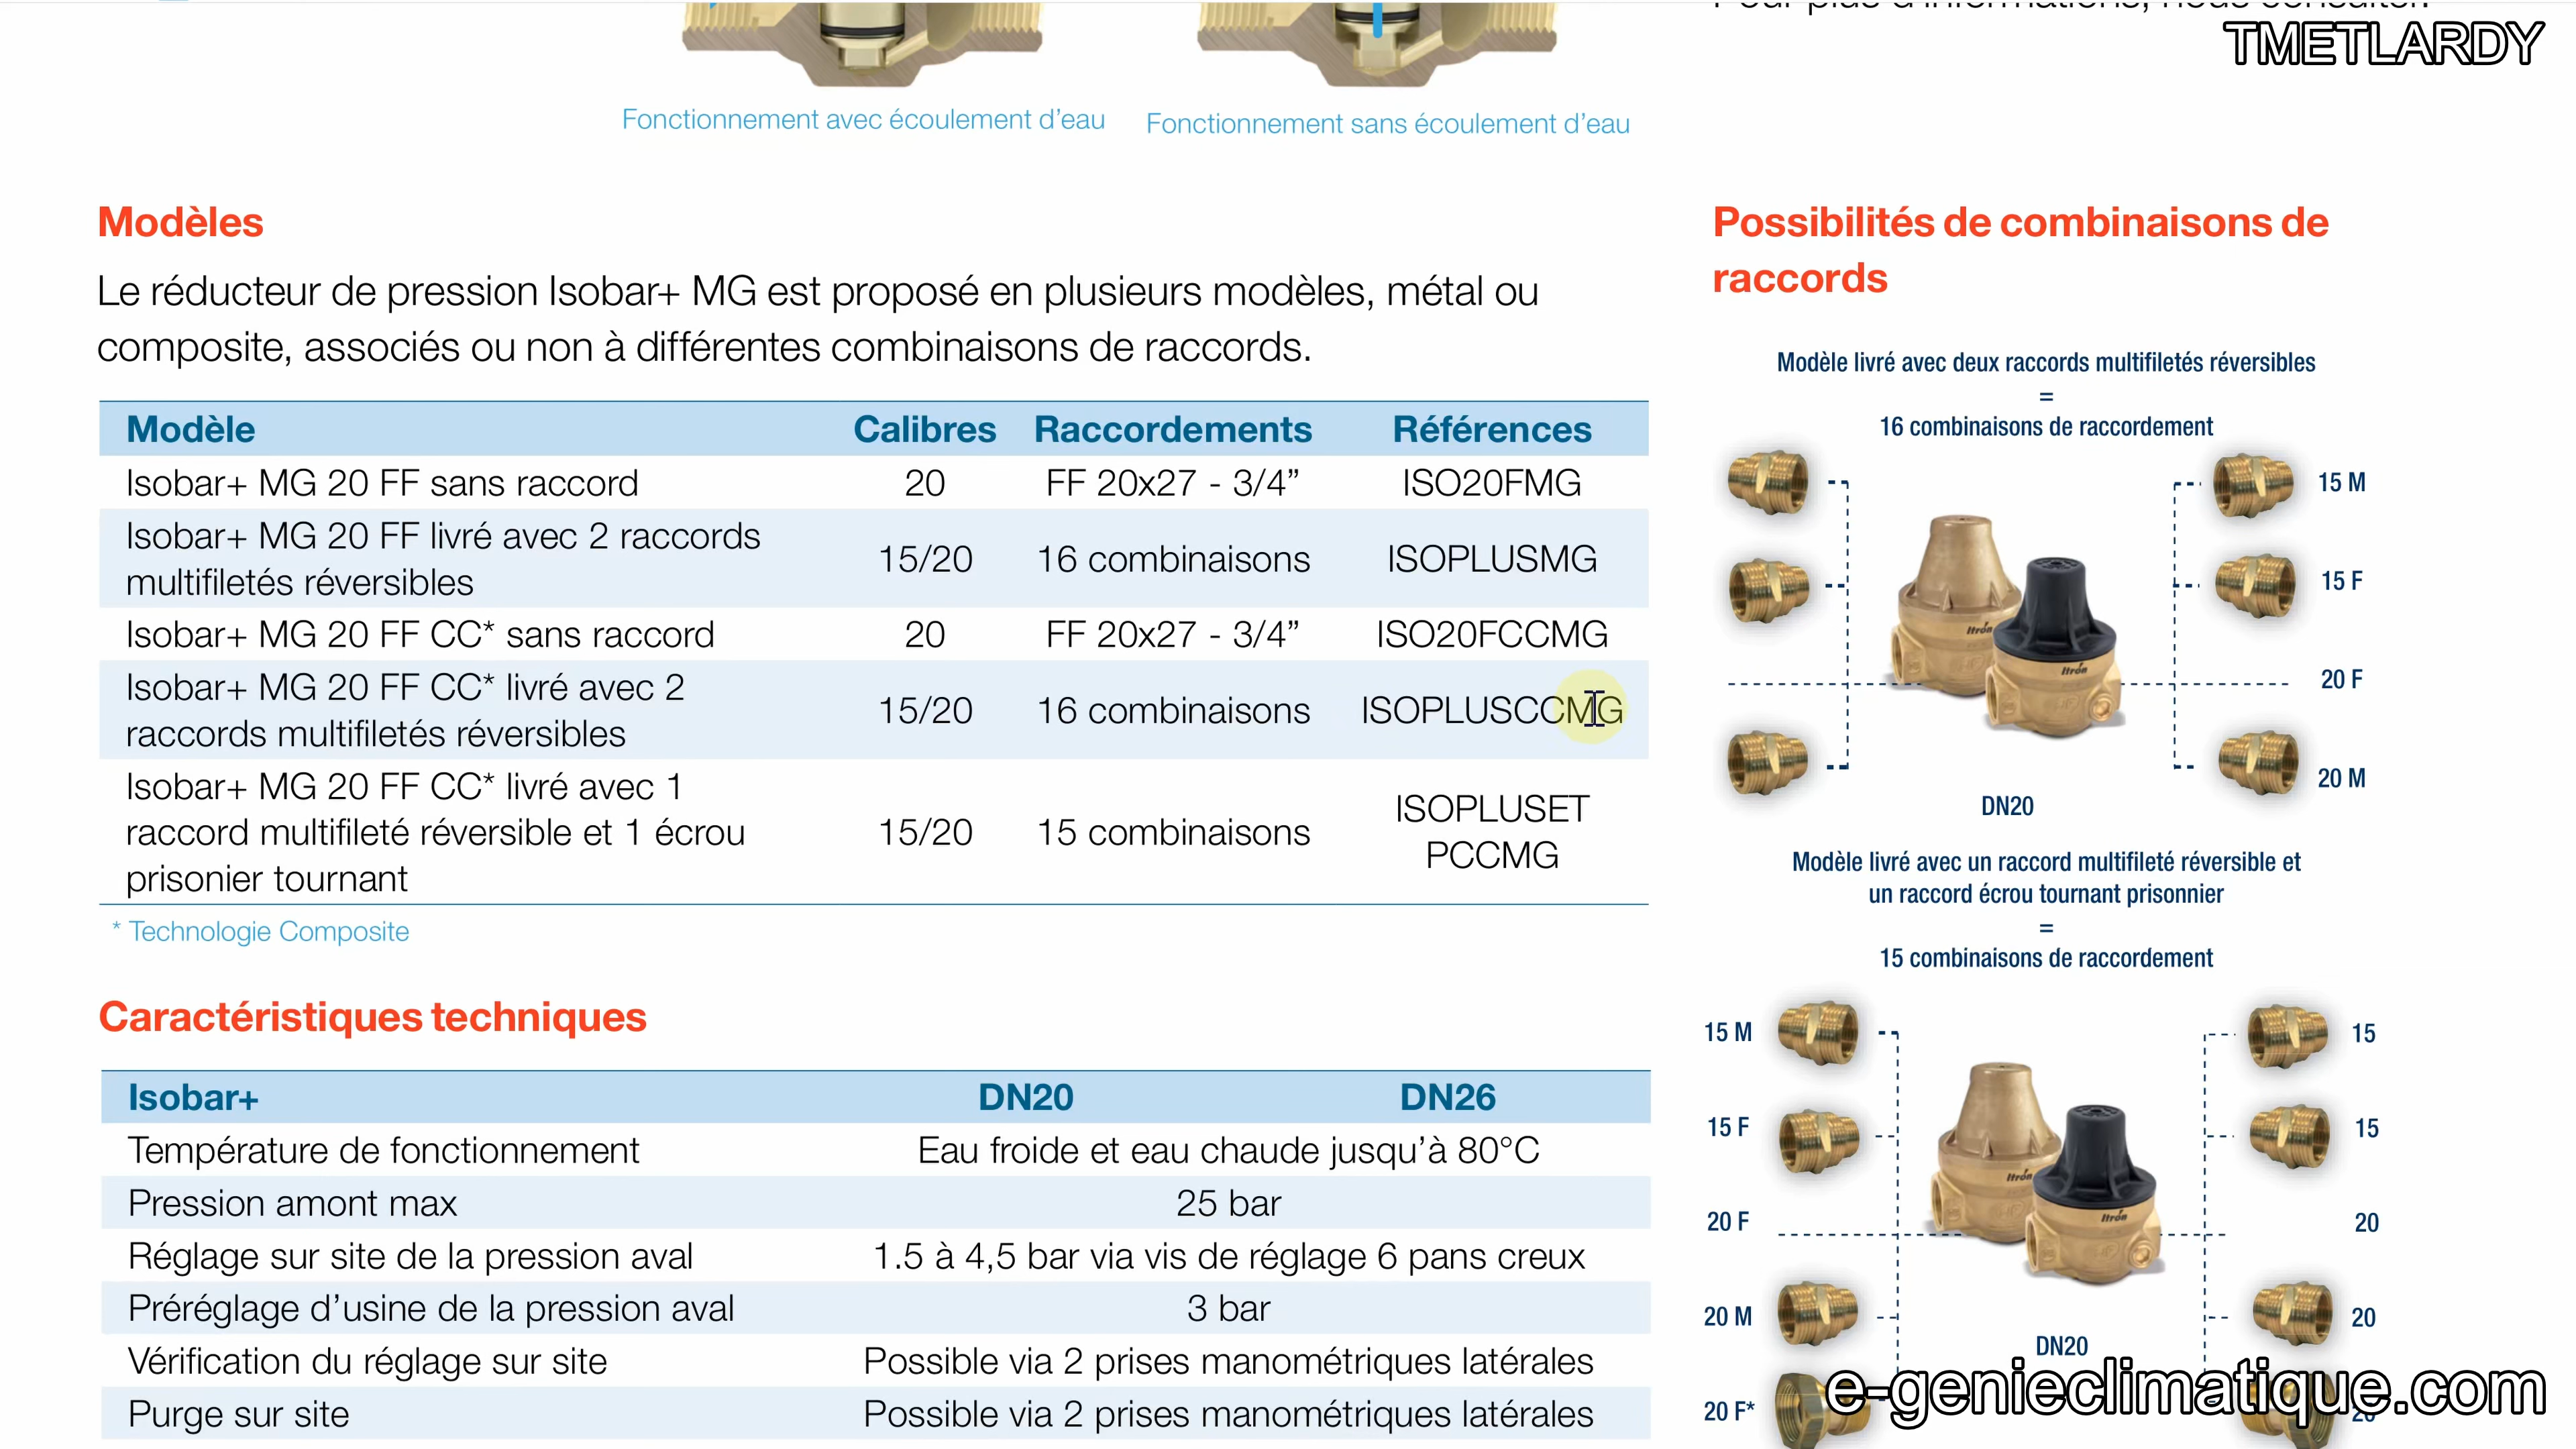 TMETLARDY
Fonctionnement avec écoulement d’eau
Fonctionnement sans écoulement d’eau
Modèles
Le réducteur de pression Isobar+ MG est proposé en plusieurs modèles, métal ou
composite, associés ou non à différentes combinaisons de raccords.
Modèle Calibres Raccordements Références
Isobar+ MG 20 FF sans raccord 20 FF 20x27 - 3/4” ISO20FMG
Isobar+ MG 20 FF livré avec 2 raccords
multifiletés réversibles 15/20 16 combinaisons ISOPLUSMG
Isobar+ MG 20 FF CC* sans raccord 20 FF 20x27 - 3/4” ISO20FCCMG
Isobar+ MG 20 FF CC* livré avec 2
raccords multifiletés réversibles 15/20 16 combinaisons ISOPLUSCCMG
Isobar+ MG 20 FF CC* livré avec 1
raccord multifileté réversible et 1 écrou
prisonier tournant 15/20 15 combinaisons ISOPLUSET
PCCMG
* Technologie Composite
Caractéristiques techniques
Isobar+ DN20 DN26
Température de fonctionnement Eau froide et eau chaude jusqu’à 80°C
Pression amont max 25 bar
Réglage sur site de la pression aval 1.5 à 4,5 bar via vis de réglage 6 pans creux
Préréglage d’usine de la pression aval 3 bar
Vérification du réglage sur site Possible via 2 prises manométriques latérales
Purge sur site Possible via 2 prises manométriques latérales
Possibilités de combinaisons de
raccords
Modèle livré avec deux raccords multifiletés réversibles
=
16 combinaisons de raccordement
15 M
15 F
Itron
Itron
20 F
20 M
DN20
Modèle livré avec un raccord multifileté réversible et
un raccord écrou tournant prisonnier
=
15 combinaisons de raccordement
15 M 15
15 F 15
Itron
Itron
20 F 20
20 M 20
DN20
20 F*
e-genieclimatique.com